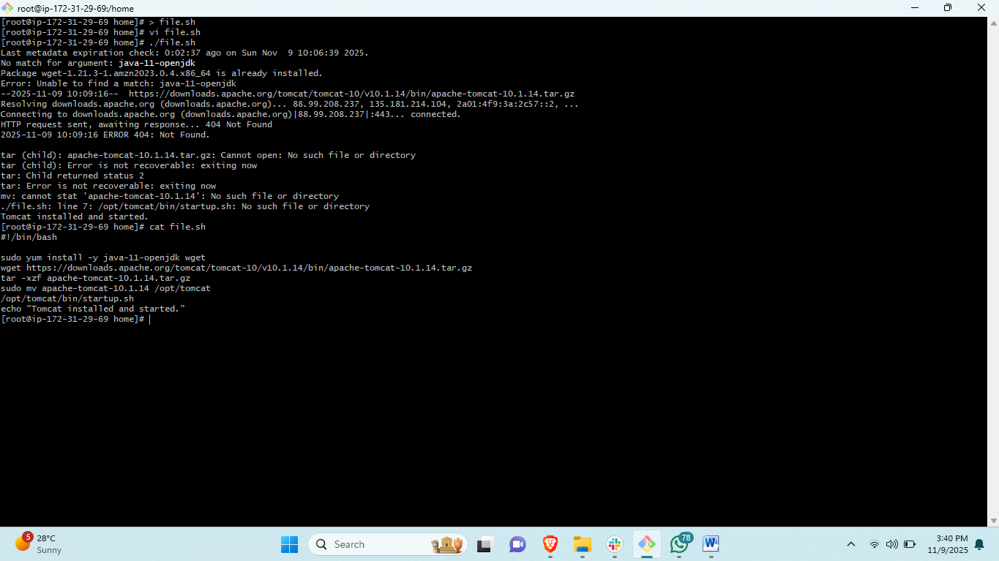 root@ip-172-31-29-69:/home
[root@ip-172-31-29-69 home]# > file.sh
[root@ip-172-31-29-69 home]# vi file.sh
[root@ip-172-31-29-69 home]# ./file.sh
Last metadata expiration check: 0:02:37 ago on Sun Nov  9 10:06:39 2025.
No match for argument: java-11-openjdk
Package wget-1.21.3-1.amzn2023.0.4.x86_64 is already installed.
Error: Unable to find a match: java-11-openjdk
--2025-11-09 10:09:16--  https://downloads.apache.org/tomcat/tomcat-10/v10.1.14/bin/apache-tomcat-10.1.14.tar.gz
Resolving downloads.apache.org (downloads.apache.org)... 88.99.208.237, 135.181.214.104, 2a01:4f9:3a:2c57::2, ...
Connecting to downloads.apache.org (downloads.apache.org)|88.99.208.237|:443... connected.
HTTP request sent, awaiting response... 404 Not Found
2025-11-09 10:09:16 ERROR 404: Not Found.

tar (child): apache-tomcat-10.1.14.tar.gz: Cannot open: No such file or directory
tar (child): Error is not recoverable: exiting now
tar: Child returned status 2
tar: Error is not recoverable: exiting now
mv: cannot stat 'apache-tomcat-10.1.14': No such file or directory
./file.sh: line 7: /opt/tomcat/bin/startup.sh: No such file or directory
Tomcat installed and started.
[root@ip-172-31-29-69 home]# cat file.sh
#!/bin/bash

sudo yum install -y java-11-openjdk wget
wget https://downloads.apache.org/tomcat/tomcat-10/v10.1.14/bin/apache-tomcat-10.1.14.tar.gz
tar -xzf apache-tomcat-10.1.14.tar.gz
sudo mv apache-tomcat-10.1.14 /opt/tomcat
/opt/tomcat/bin/startup.sh
echo "Tomcat installed and started."
[root@ip-172-31-29-69 home]#
5
28°C
Sunny
Search
78
W
3:40 PM
11/9/2025